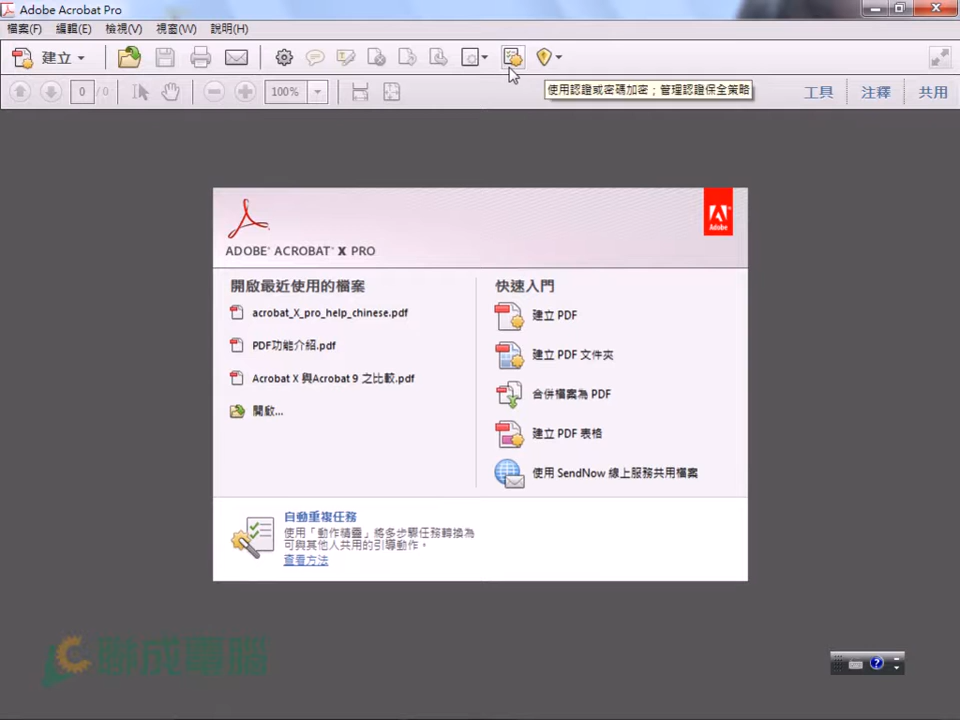 Adobe Acrobat Pro
檔案(F) 編輯(E) 檢視(V) 視窗(W) 說明(H)
建立
0 / 0 100% 工具 注釋 共用
使用認證或密碼加密；管理認證保全策略
Adobe
ADOBE® ACROBAT® X PRO
開啟最近使用的檔案
acrobat_X_pro_help_chinese.pdf
PDF功能介紹.pdf
Acrobat X 與Acrobat 9 之比較.pdf
開啟...
快速入門
建立 PDF
建立 PDF 文件夾
合併檔案為 PDF
建立 PDF 表格
使用 SendNow 線上服務共用檔案
自動重複任務
使用「動作精靈」將多步驟任務轉換為
可與其他人共用的引導動作。
查看方法
聯成電腦